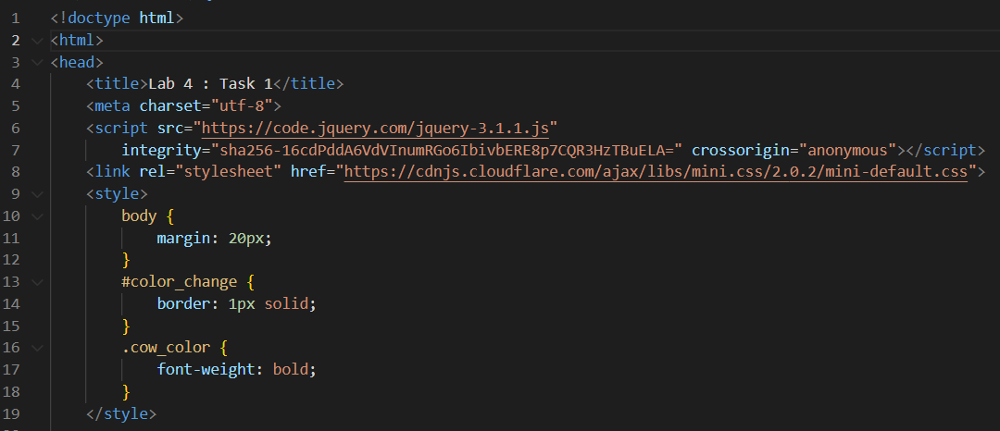 1 <!doctype html>
2 <html>
3 <head>
4 <title>Lab 4 : Task 1</title>
5 <meta charset="utf-8">
6 <script src="https://code.jquery.com/jquery-3.1.1.js"
7 integrity="sha256-16cdPddA6VdVInumRGo6IbivbERE8p7CQR3HzTBuELA=" crossorigin="anonymous"></script>
8 <link rel="stylesheet" href="https://cdnjs.cloudflare.com/ajax/libs/mini.css/2.0.2/mini-default.css">
9 <style>
10 body {
11 margin: 20px;
12 }
13 #color_change {
14 border: 1px solid;
15 }
16 .cow_color {
17 font-weight: bold;
18 }
19 </style>